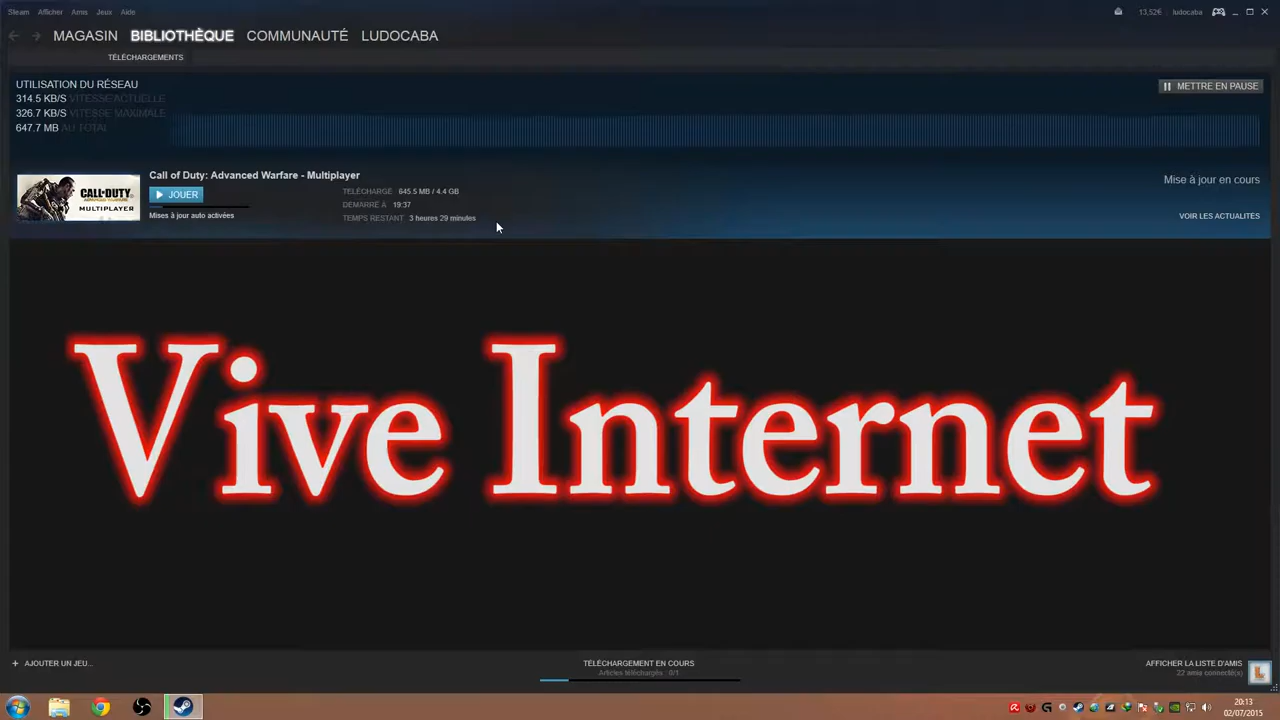 Steam Afficher Amis Jeux Aide
13,52€ ludocaba
MAGASIN BIBLIOTHÈQUE COMMUNAUTÉ LUDOCABA
TÉLÉCHARGEMENTS
UTILISATION DU RÉSEAU
METTRE EN PAUSE
314.5 KB/S VITESSE ACTUELLE
326.7 KB/S VITESSE MAXIMALE
647.7 MB AU TOTAL
Call of Duty: Advanced Warfare - Multiplayer
Mise à jour en cours
CALL OF DUTY
MULTIPLAYER
JOUER
Mises à jour auto activées
TÉLÉCHARGÉ 645.5 MB / 4.4 GB
DÉMARRÉ À 19:37
TEMPS RESTANT 3 heures 29 minutes
VOIR LES ACTUALITÉS
Vive Internet
+ AJOUTER UN JEU...
TÉLÉCHARGEMENT EN COURS
Articles téléchargés : 0/1
AFFICHER LA LISTE D'AMIS
22 amis connecté(s)
20:13
02/07/2015